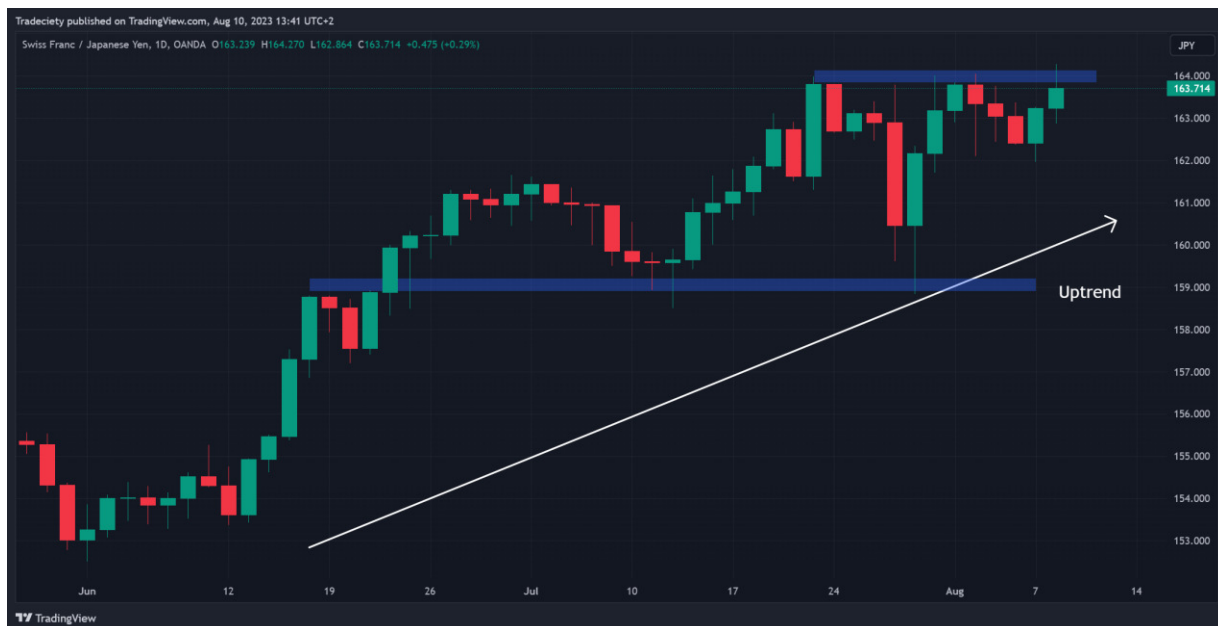 Tradeciety published on TradingView.com, Aug 10, 2023 13:41 UTC+2
Swiss Franc / Japanese Yen, 1D, OANDA O163.239 H164.270 L162.864 C163.714 +0.475 (+0.29%)
JPY
164.000
163.714
163.000
162.000
161.000
160.000
159.000
Uptrend
158.000
157.000
156.000
155.000
154.000
153.000
Jun 12 19 26 Jul 10 17 24 Aug 7 14
TradingView